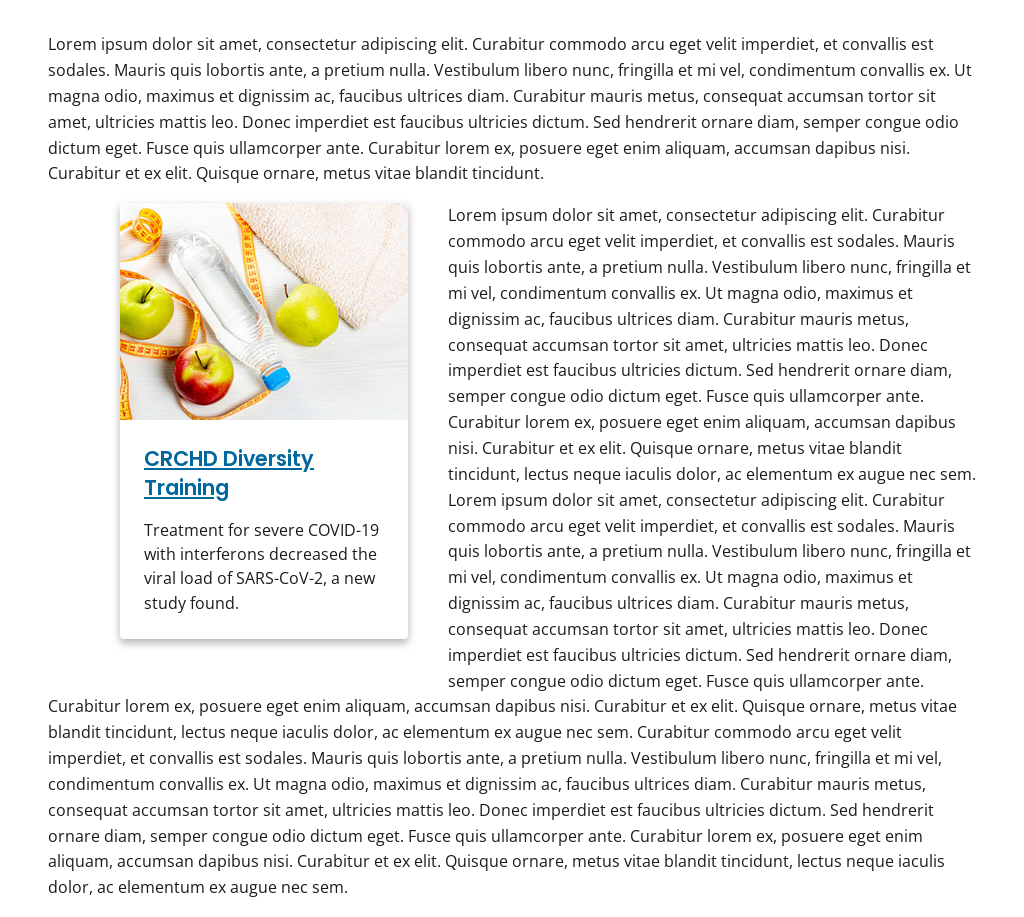 Lorem ipsum dolor sit amet, consectetur adipiscing elit. Curabitur commodo arcu eget velit imperdiet, et convallis est
sodales. Mauris quis lobortis ante, a pretium nulla. Vestibulum libero nunc, fringilla et mi vel, condimentum convallis ex. Ut
magna odio, maximus et dignissim ac, faucibus ultrices diam. Curabitur mauris metus, consequat accumsan tortor sit
amet, ultricies mattis leo. Donec imperdiet est faucibus ultricies dictum. Sed hendrerit ornare diam, semper congue odio
dictum eget. Fusce quis ullamcorper ante. Curabitur lorem ex, posuere eget enim aliquam, accumsan dapibus nisi.
Curabitur et ex elit. Quisque ornare, metus vitae blandit tincidunt.
CRCHD Diversity
Training
Treatment for severe COVID-19
with interferons decreased the
viral load of SARS-CoV-2, a new
study found.
Lorem ipsum dolor sit amet, consectetur adipiscing elit. Curabitur
commodo arcu eget velit imperdiet, et convallis est sodales. Mauris
quis lobortis ante, a pretium nulla. Vestibulum libero nunc, fringilla et
mi vel, condimentum convallis ex. Ut magna odio, maximus et
dignissim ac, faucibus ultrices diam. Curabitur mauris metus,
consequat accumsan tortor sit amet, ultricies mattis leo. Donec
imperdiet est faucibus ultricies dictum. Sed hendrerit ornare diam,
semper congue odio dictum eget. Fusce quis ullamcorper ante.
Curabitur lorem ex, posuere eget enim aliquam, accumsan dapibus
nisi. Curabitur et ex elit. Quisque ornare, metus vitae blandit
tincidunt, lectus neque iaculis dolor, ac elementum ex augue nec sem.
Lorem ipsum dolor sit amet, consectetur adipiscing elit. Curabitur
commodo arcu eget velit imperdiet, et convallis est sodales. Mauris
quis lobortis ante, a pretium nulla. Vestibulum libero nunc, fringilla et
mi vel, condimentum convallis ex. Ut magna odio, maximus et
dignissim ac, faucibus ultrices diam. Curabitur mauris metus,
consequat accumsan tortor sit amet, ultricies mattis leo. Donec
imperdiet est faucibus ultricies dictum. Sed hendrerit ornare diam,
semper congue odio dictum eget. Fusce quis ullamcorper ante.
Curabitur lorem ex, posuere eget enim aliquam, accumsan dapibus nisi. Curabitur et ex elit. Quisque ornare, metus vitae
blandit tincidunt, lectus neque iaculis dolor, ac elementum ex augue nec sem. Curabitur commodo arcu eget velit
imperdiet, et convallis est sodales. Mauris quis lobortis ante, a pretium nulla. Vestibulum libero nunc, fringilla et mi vel,
condimentum convallis ex. Ut magna odio, maximus et dignissim ac, faucibus ultrices diam. Curabitur mauris metus,
consequat accumsan tortor sit amet, ultricies mattis leo. Donec imperdiet est faucibus ultricies dictum. Sed hendrerit
ornare diam, semper congue odio dictum eget. Fusce quis ullamcorper ante. Curabitur lorem ex, posuere eget enim
aliquam, accumsan dapibus nisi. Curabitur et ex elit. Quisque ornare, metus vitae blandit tincidunt, lectus neque iaculis
dolor, ac elementum ex augue nec sem.